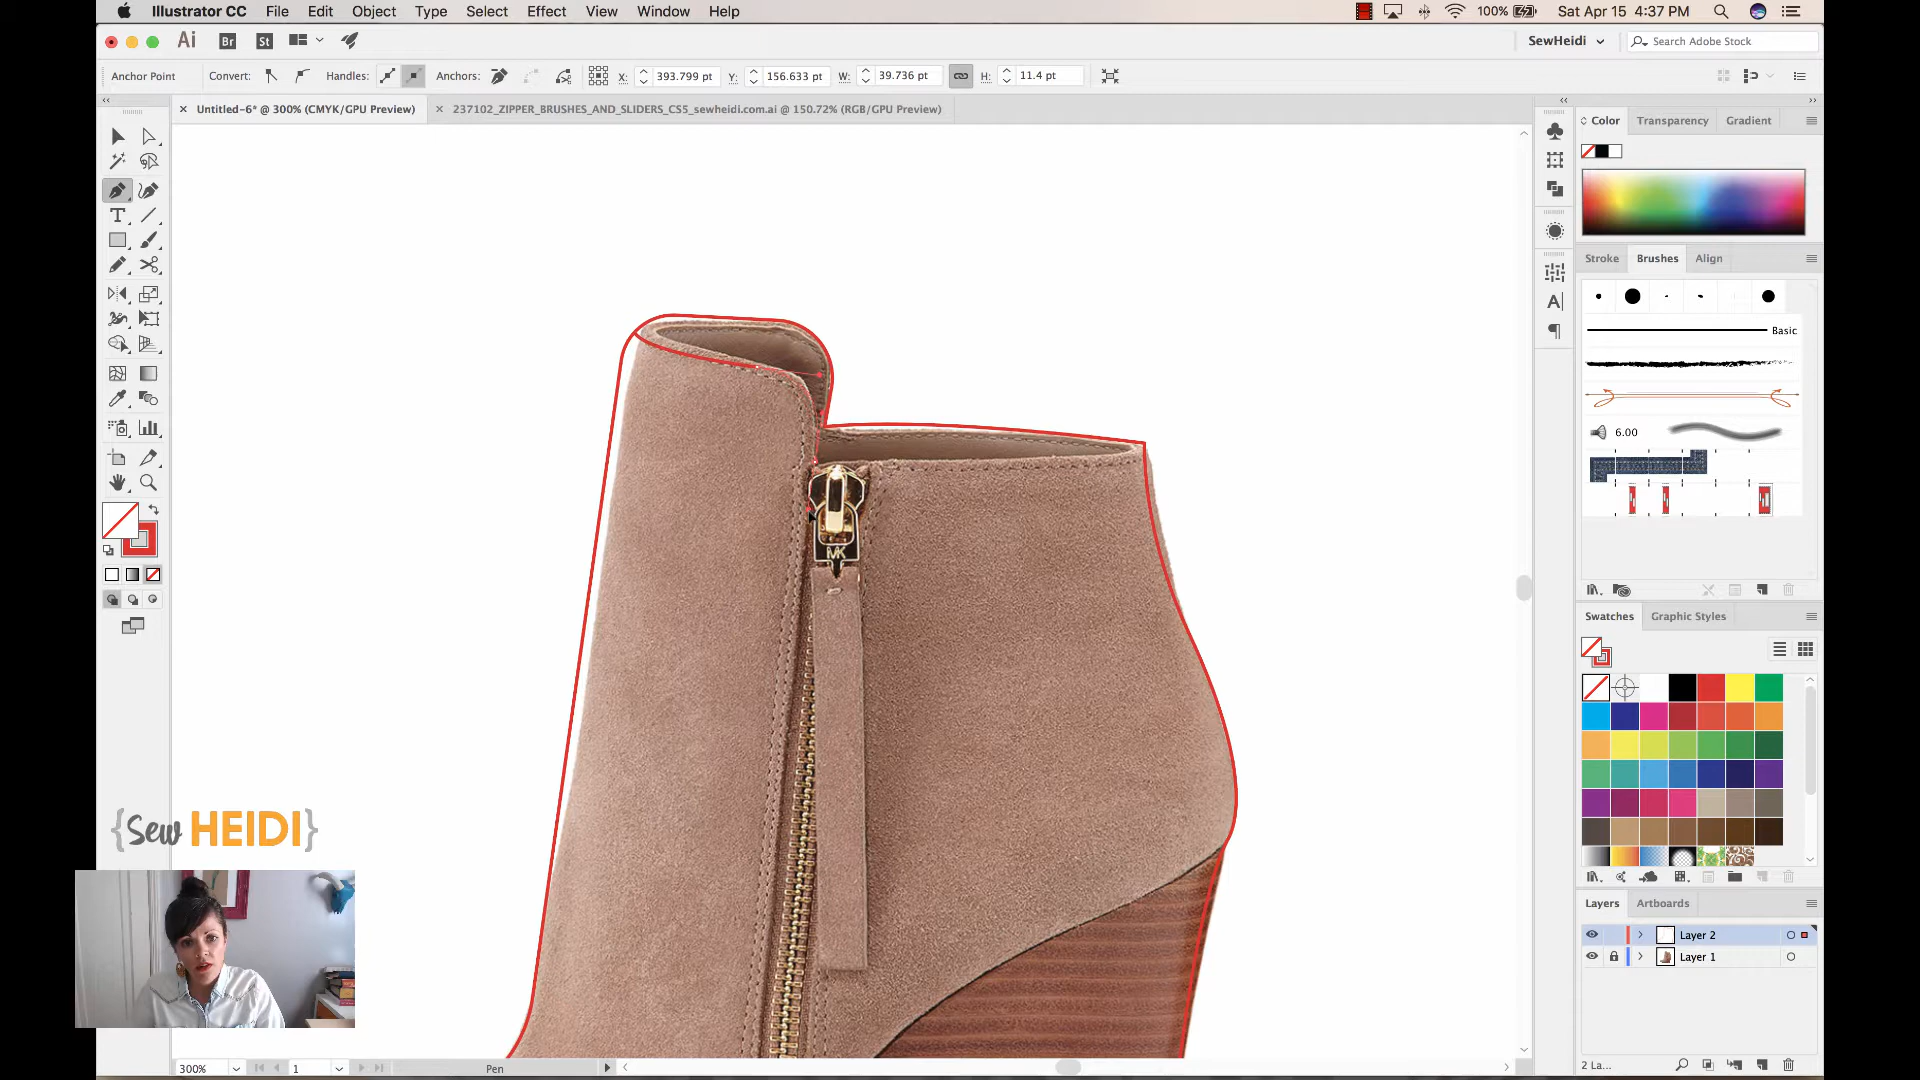 Illustrator CC File Edit Object Type Select Effect View Window Help 100% Sat Apr 15 4:37 PM
Ai Br St SewHeidi Search Adobe Stock
Anchor Point Convert: Handles: Anchors: X: 393.799 pt Y: 156.633 pt W: 39.736 pt H: 11.4 pt
Untitled-6* @ 300% (CMYK/GPU Preview) 237102_ZIPPER_BRUSHES_AND_SLIDERS_CS5_sewheidi.com.ai @ 150.72% (RGB/GPU Preview)
Color Transparency Gradient
Stroke Brushes Align
Basic
6.00
MK
Swatches Graphic Styles
{Sew HEIDI}
Layers Artboards
Layer 2
Layer 1
300% 1 Pen 2 La...